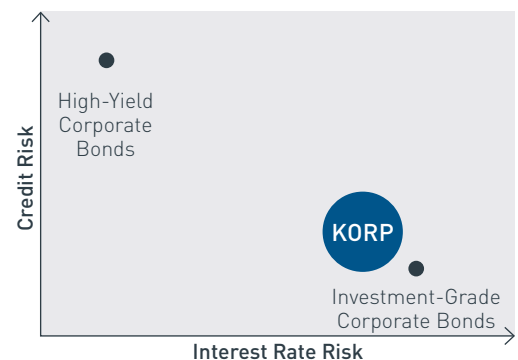 High-Yield
Corporate
Bonds
Credit Risk
KORP
Investment-Grade
Corporate Bonds
Interest Rate Risk